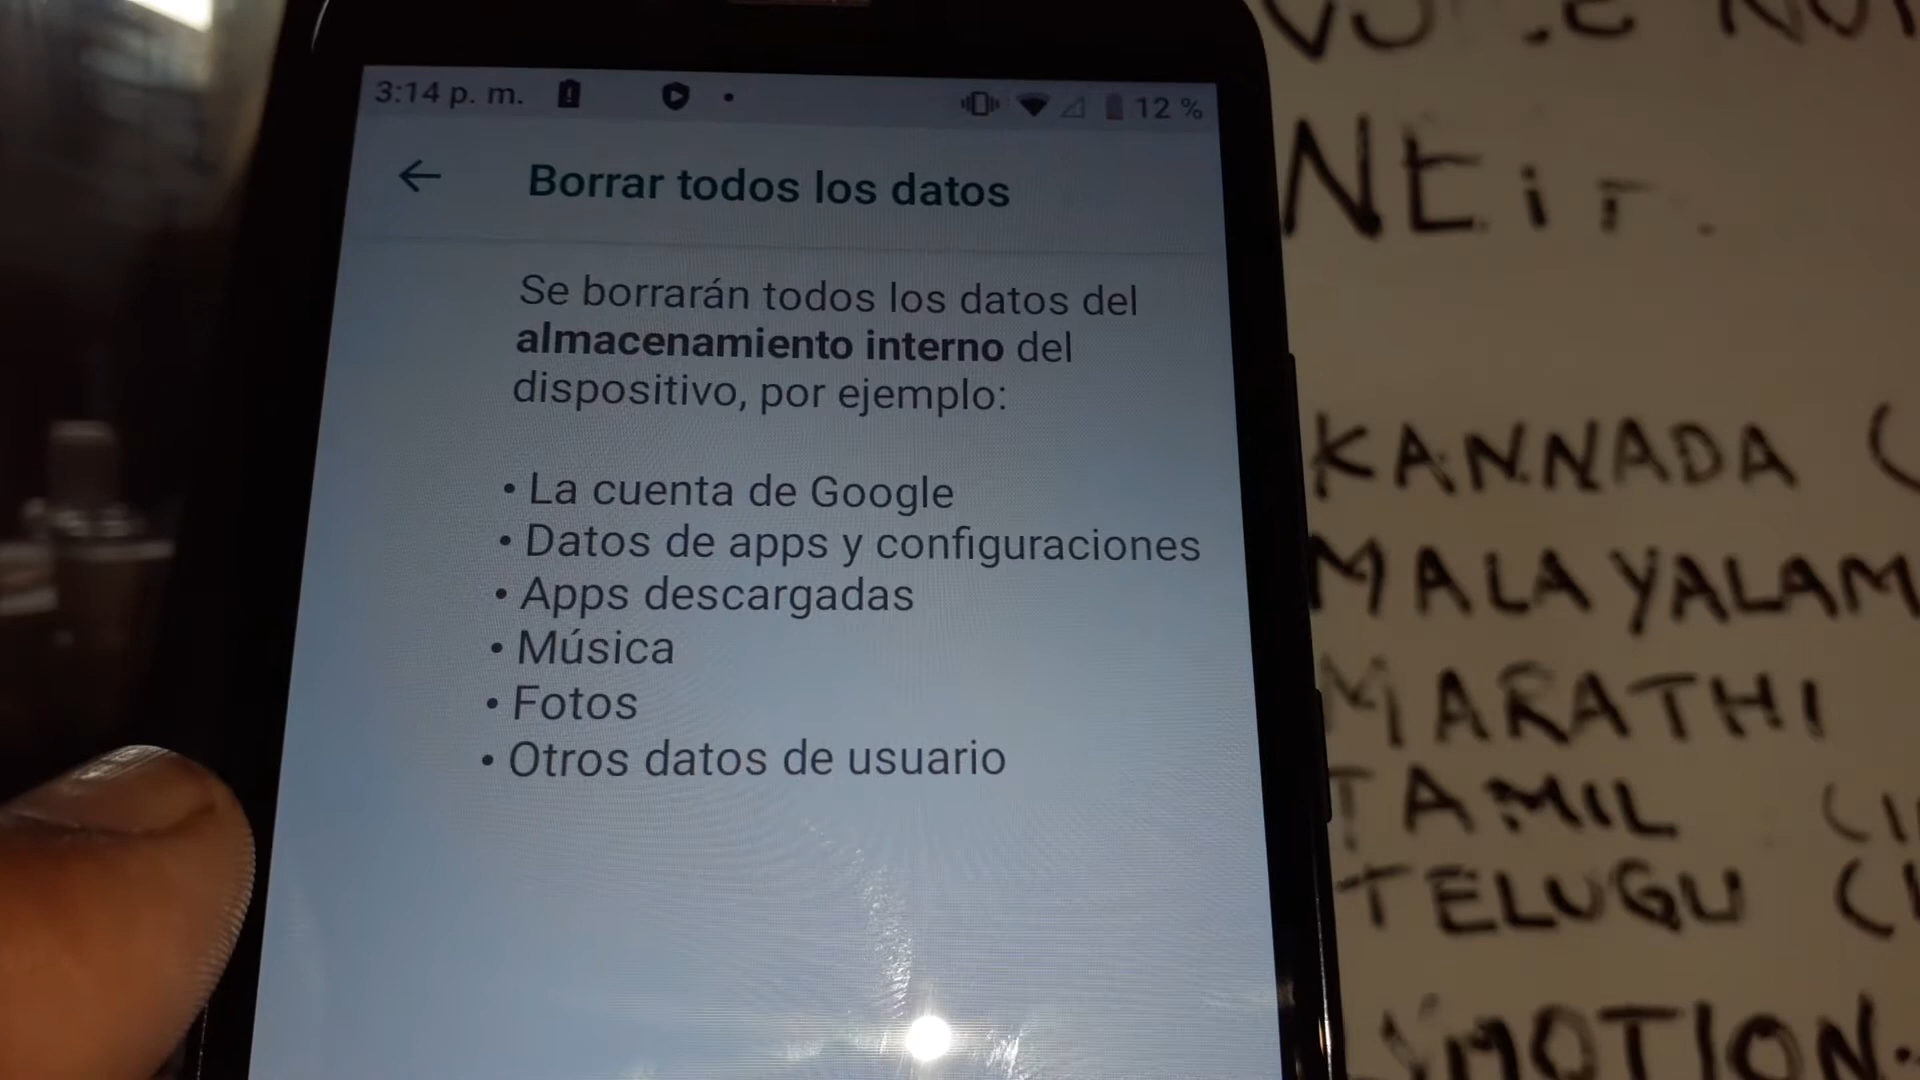 3:14 p. m.
12 %
Borrar todos los datos
Se borrarán todos los datos del
almacenamiento interno del
dispositivo, por ejemplo:
• La cuenta de Google
• Datos de apps y configuraciones
• Apps descargadas
• Música
• Fotos
• Otros datos de usuario
KANNADA (
MALAYALAM
MARATHI
TAMIL
TELUGU (